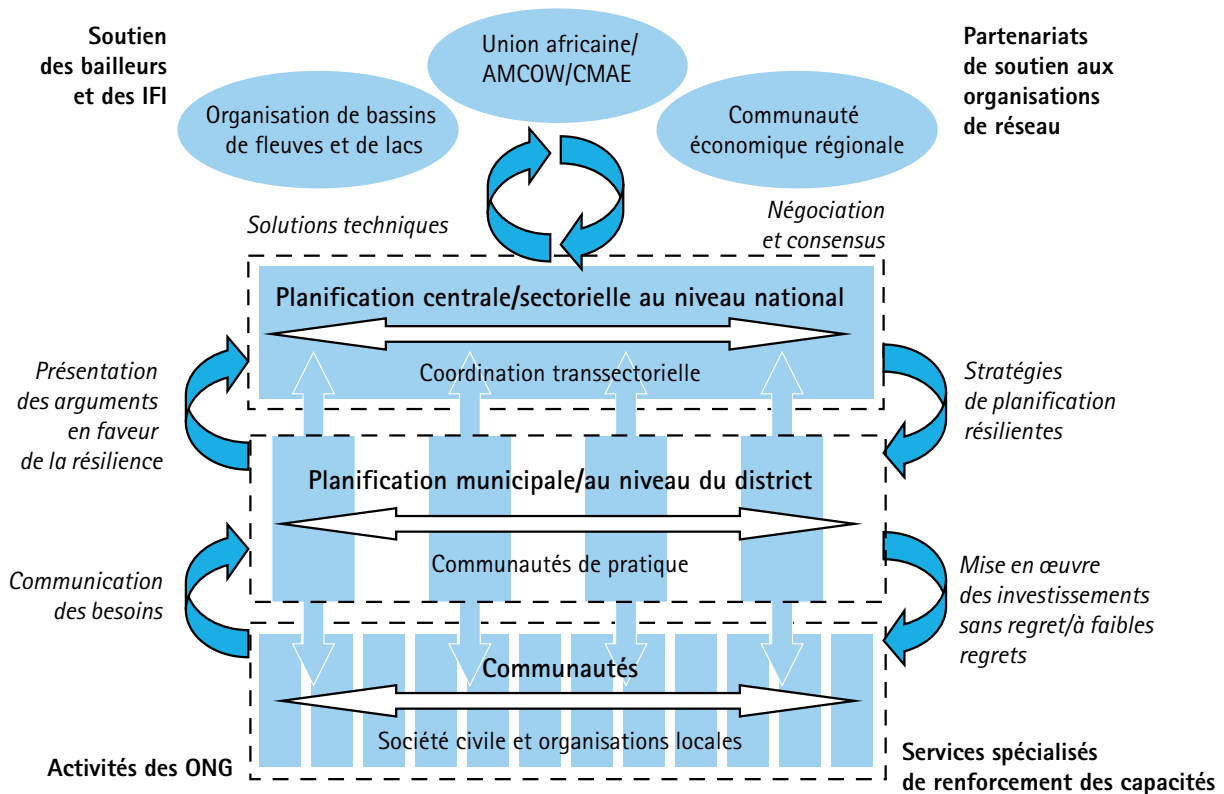 Soutien
des bailleurs
et des IFI
Union africaine/
AMCOW/CMAE
Partenariats
de soutien aux
organisations
de réseau
Organisation de bassins
de fleuves et de lacs
Communauté
économique régionale
Solutions techniques
Négociation
et consensus
Planification centrale/sectorielle au niveau national
Coordination transsectorielle
Présentation
des arguments
en faveur
de la résilience
Stratégies
de planification
résilientes
Planification municipale/au niveau du district
Communautés de pratique
Communication
des besoins
Mise en œuvre
des investissements
sans regret/à faibles
regrets
Communautés
Société civile et organisations locales
Activités des ONG
Services spécialisés
de renforcement des capacités